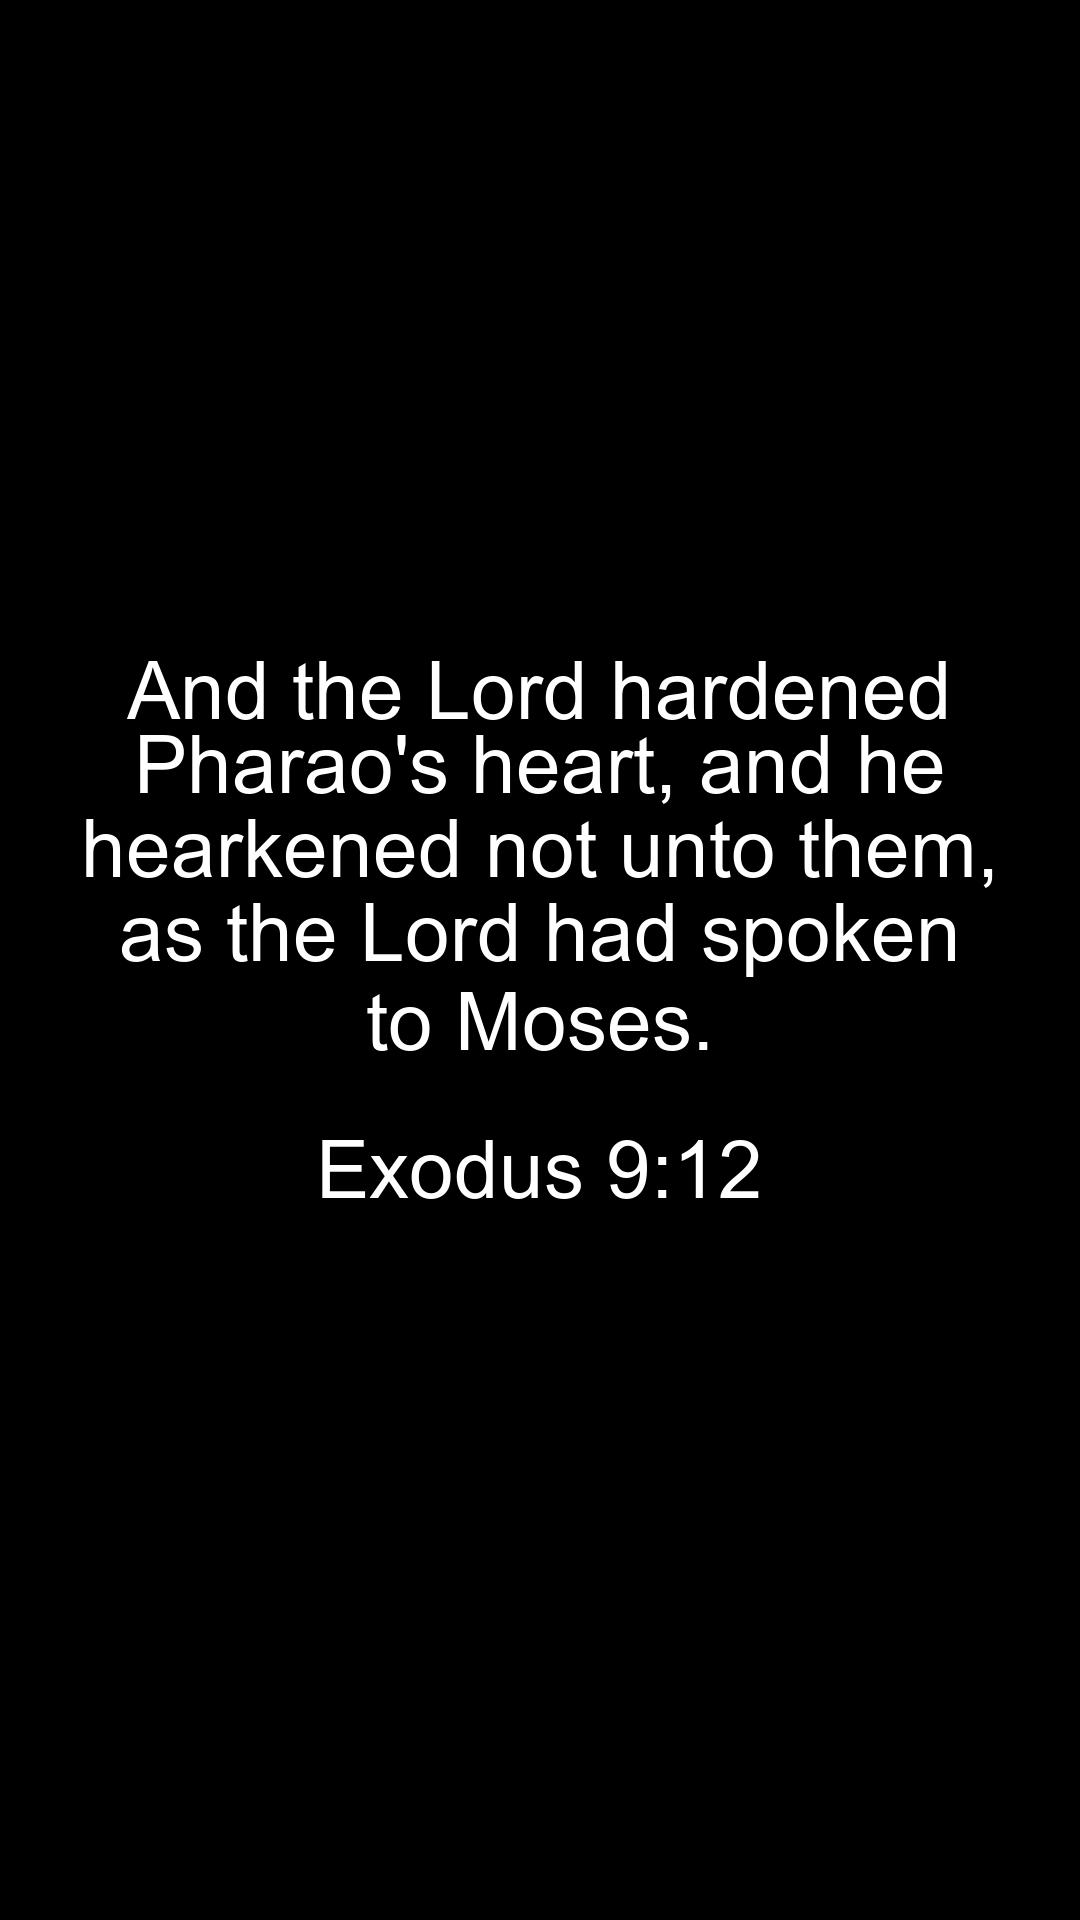 And the Lord hardened
Pharao's heart, and he
hearkened not unto them,
as the Lord had spoken
to Moses.
Exodus 9:12